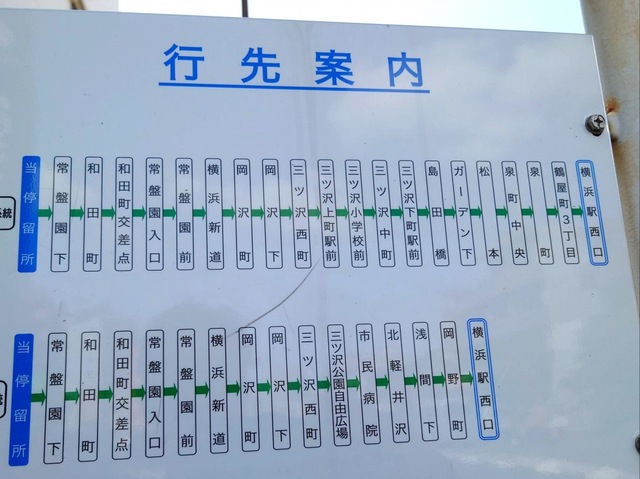 行先案内
系統
当停留所
常盤園下
和田町
和田町交差点
常盤園入口
常盤園前
横浜新道
岡沢町
岡沢下
三ツ沢西町
三ツ沢上町駅前
三ツ沢小学校前
三ツ沢中町
三ツ沢下町駅前
島田橋
ガーデン下
松本
泉町中央
泉町
鶴屋町3丁目
横浜駅西口
当停留所
常盤園下
和田町
和田町交差点
常盤園入口
常盤園前
横浜新道
岡沢町
岡沢下
三ツ沢西町
三ツ沢公園自由広場
市民病院
北軽井沢
浅間下
岡野町
横浜駅西口